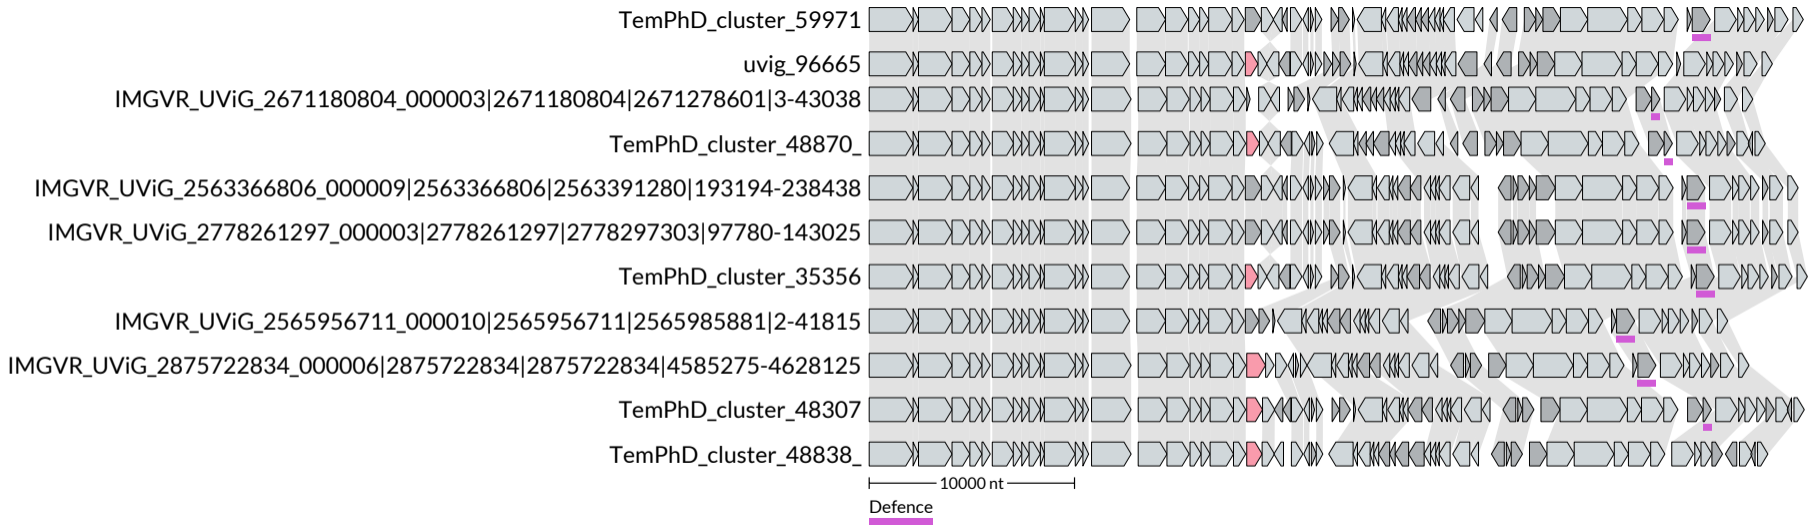 TemPhD_cluster_59971
uvig_96665
IMGVR_UViG_2671180804_000003|2671180804|2671278601|3-43038
TemPhD_cluster_48870_
IMGVR_UViG_2563366806_000009|2563366806|2563391280|193194-238438
IMGVR_UViG_2778261297_000003|2778261297|2778297303|97780-143025
TemPhD_cluster_35356
IMGVR_UViG_2565956711_000010|2565956711|2565985881|2-41815
IMGVR_UViG_2875722834_000006|2875722834|2875722834|4585275-4628125
TemPhD_cluster_48307
TemPhD_cluster_48838_
10000 nt
Defence